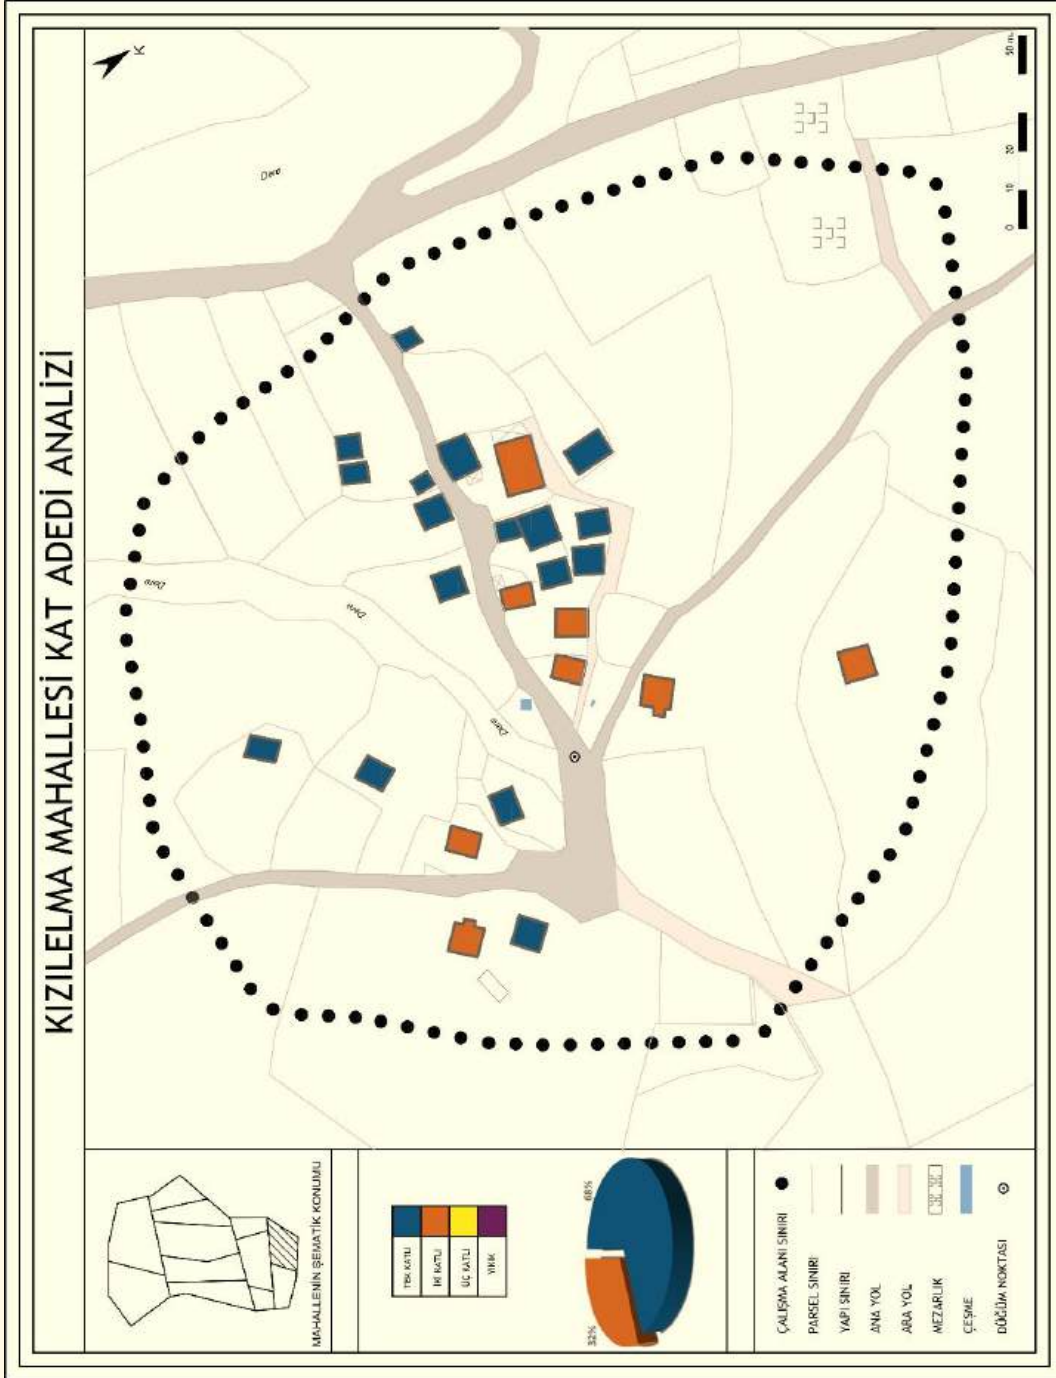 KIZILELMA MAHALLESİ KAT ADEDİ ANALİZİ
K
Dere
Dere
Dere
Dere
0
10
20
50 m.
MAHALLENİN ŞEMATİK KONUMU
TEK KATLI
İKİ KATLI
ÜÇ KATLI
YIKIK
32%
68%
ÇALIŞMA ALANI SINIRI
PARSEL SINIRI
YAPI SINIRI
ANA YOL
ARA YOL
MEZARLIK
ÇEŞME
DÜĞÜM NOKTASI